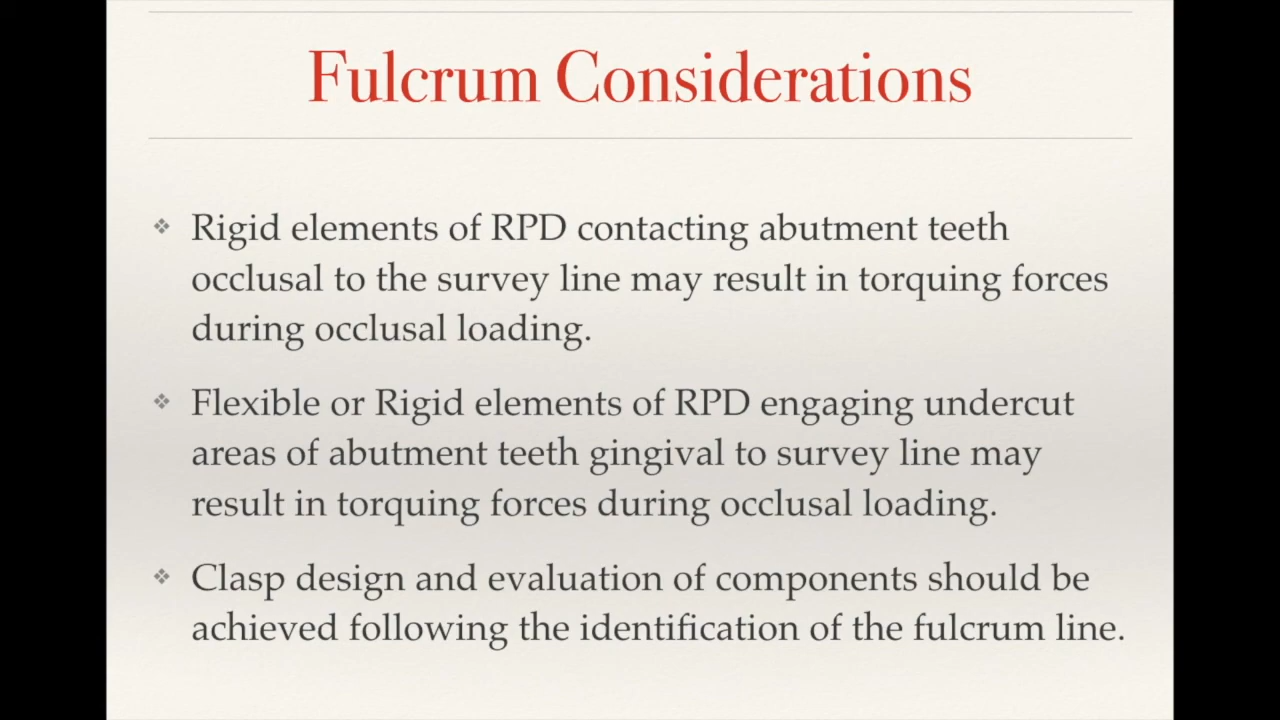 Fulcrum Considerations
❖ Rigid elements of RPD contacting abutment teeth
occlusal to the survey line may result in torquing forces
during occlusal loading.
❖ Flexible or Rigid elements of RPD engaging undercut
areas of abutment teeth gingival to survey line may
result in torquing forces during occlusal loading.
❖ Clasp design and evaluation of components should be
achieved following the identification of the fulcrum line.